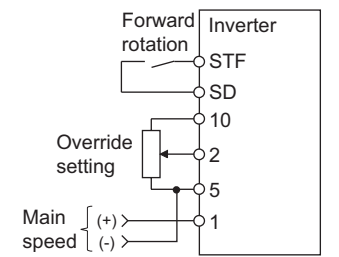 Forward
rotation
Inverter
STF
SD
10
Override
setting
2
5
Main
speed
(+)
(-)
1